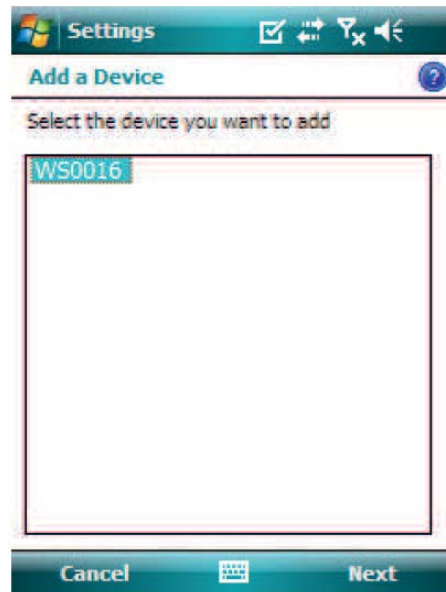 Settings
Add a Device
?
Select the device you want to add
WS0016
Cancel Next